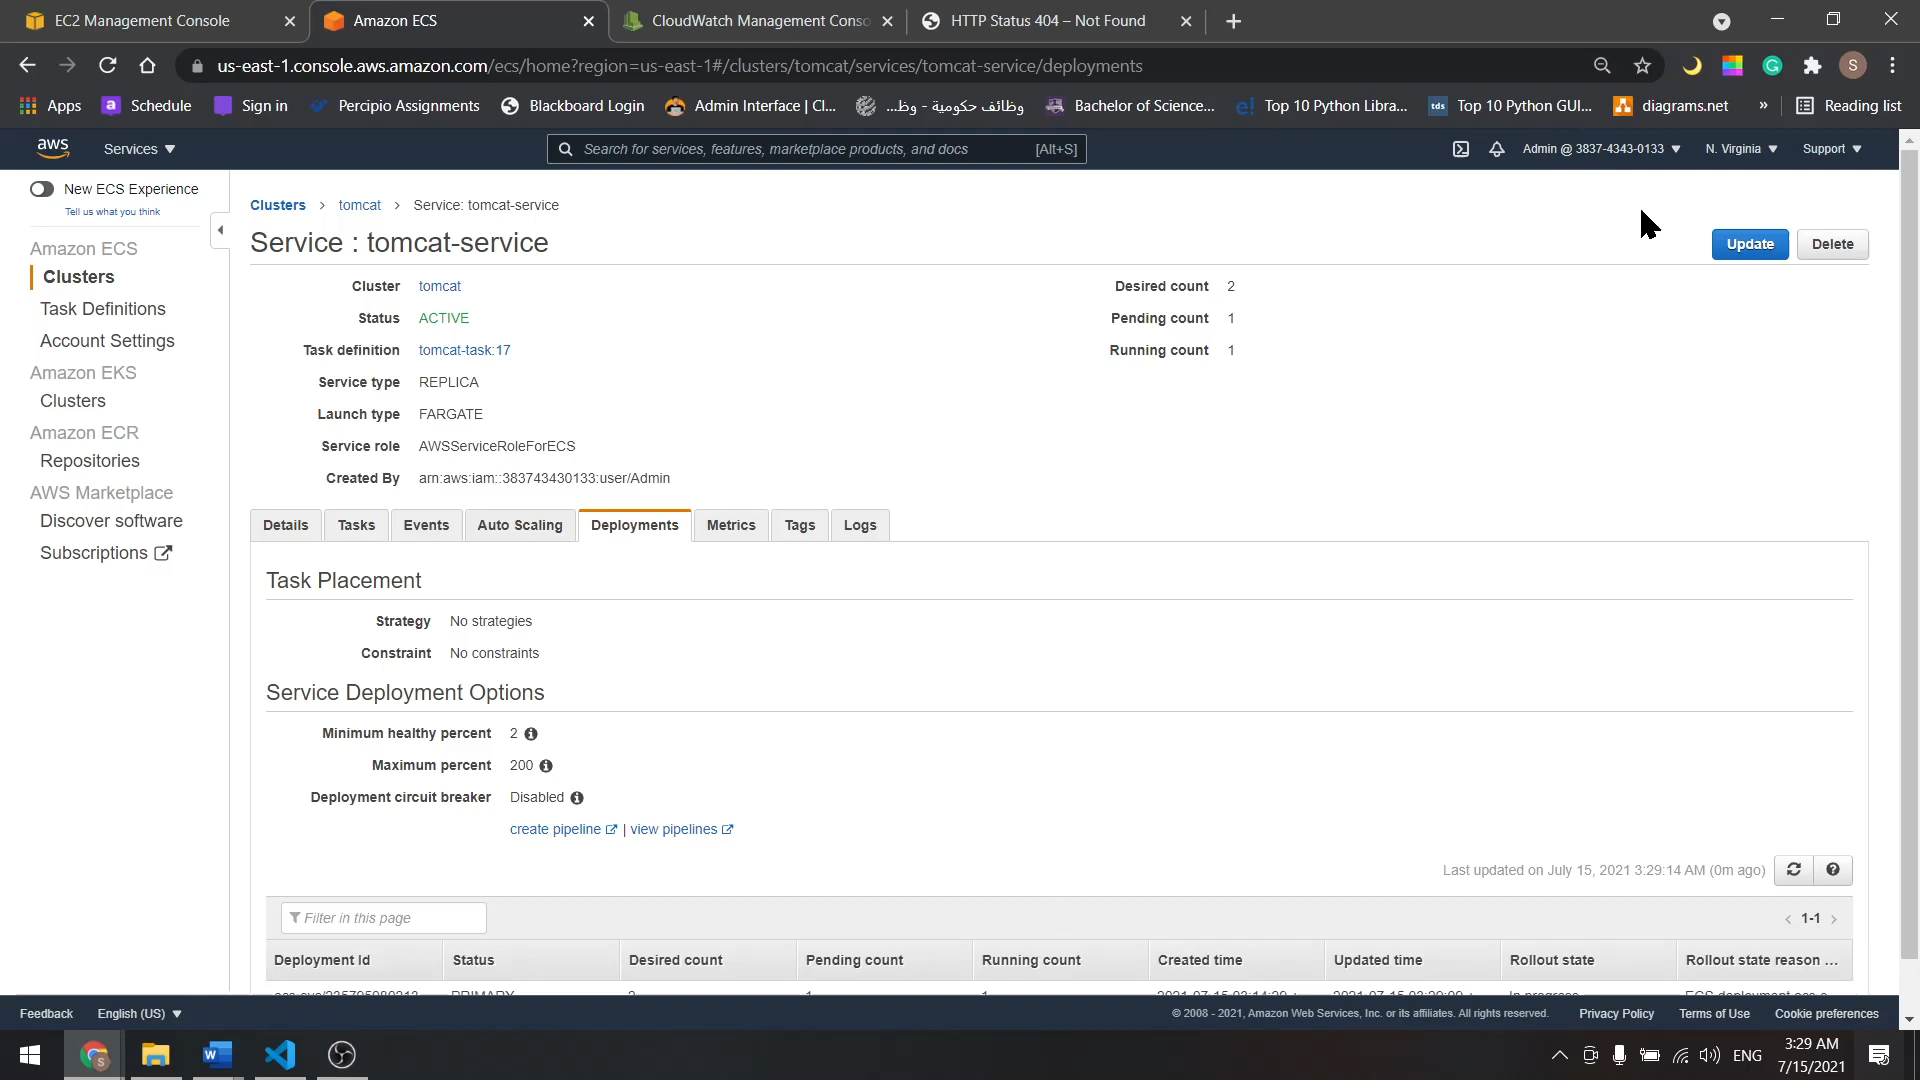 EC2 Management Console
Amazon ECS
CloudWatch Management Conso
HTTP Status 404 – Not Found
us-east-1.console.aws.amazon.com/ecs/home?region=us-east-1#/clusters/tomcat/services/tomcat-service/deployments
S
Apps
a Schedule
Sign in
Percipio Assignments
Blackboard Login
Admin Interface | Cl...
وظائف حكومية - وظ...
Bachelor of Science...
e! Top 10 Python Libra...
tds Top 10 Python GUI...
diagrams.net
»
Reading list
aws
Services
Search for services, features, marketplace products, and docs [Alt+S]
Admin @ 3837-4343-0133
N. Virginia
Support
New ECS Experience
Tell us what you think
Amazon ECS
Clusters
Task Definitions
Account Settings
Amazon EKS
Clusters
Amazon ECR
Repositories
AWS Marketplace
Discover software
Subscriptions
Clusters > tomcat > Service: tomcat-service
Service : tomcat-service
Update
Delete
Cluster tomcat
Status ACTIVE
Task definition tomcat-task:17
Service type REPLICA
Launch type FARGATE
Service role AWSServiceRoleForECS
Created By arn:aws:iam::383743430133:user/Admin
Desired count 2
Pending count 1
Running count 1
Details
Tasks
Events
Auto Scaling
Deployments
Metrics
Tags
Logs
Task Placement
Strategy No strategies
Constraint No constraints
Service Deployment Options
Minimum healthy percent 2
Maximum percent 200
Deployment circuit breaker Disabled
create pipeline | view pipelines
Last updated on July 15, 2021 3:29:14 AM (0m ago)
Filter in this page
< 1-1 >
Deployment Id Status Desired count Pending count Running count Created time Updated time Rollout state Rollout state reason ...
PRIMARY 2 1 1 In progress
Feedback
English (US)
© 2008 - 2021, Amazon Web Services, Inc. or its affiliates. All rights reserved.
Privacy Policy
Terms of Use
Cookie preferences
ENG
3:29 AM
7/15/2021